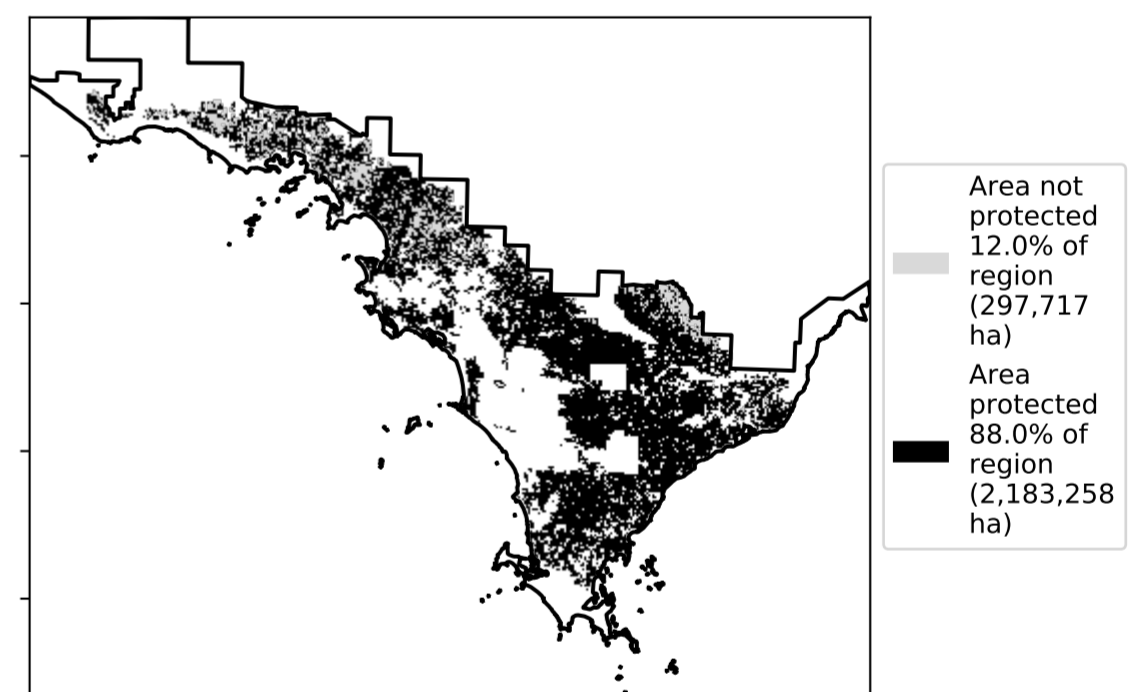 Area not
protected
12.0% of
region
(297,717
ha)
Area
protected
88.0% of
region
(2,183,258
ha)